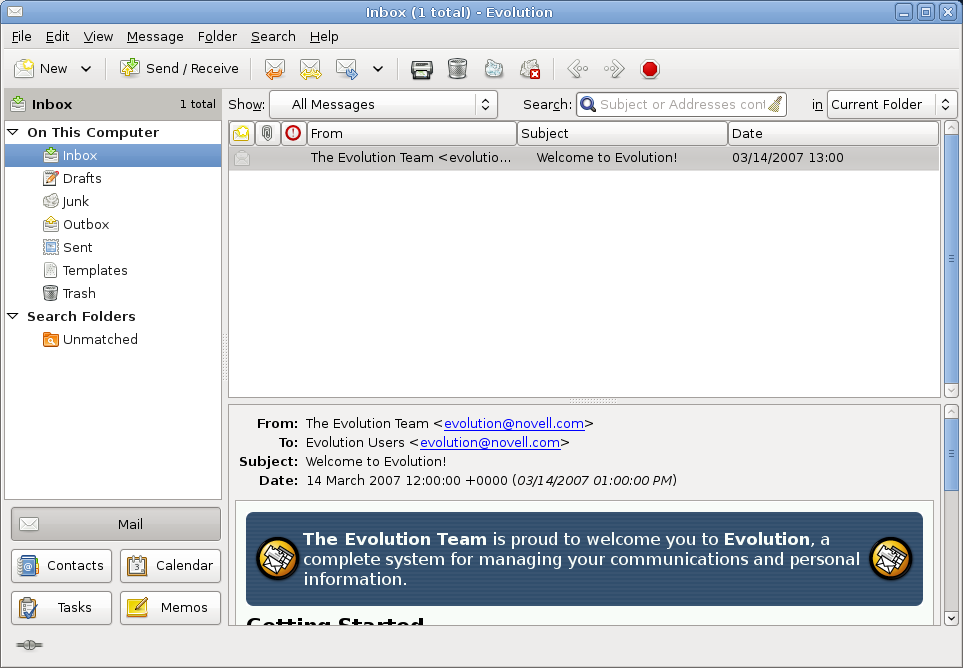 Inbox (1 total) - Evolution
File Edit View Message Folder Search Help
New Send / Receive
Inbox 1 total
Show: All Messages Search: Subject or Addresses cont in Current Folder
On This Computer
Inbox
Drafts
Junk
Outbox
Sent
Templates
Trash
Search Folders
Unmatched
From Subject Date
The Evolution Team <evolutio... Welcome to Evolution! 03/14/2007 13:00
From: The Evolution Team <evolution@novell.com>
To: Evolution Users <evolution@novell.com>
Subject: Welcome to Evolution!
Date: 14 March 2007 12:00:00 +0000 (03/14/2007 01:00:00 PM)
The Evolution Team is proud to welcome you to Evolution, a
complete system for managing your communications and personal
information.
Getting Started
Mail
Contacts Calendar
Tasks Memos